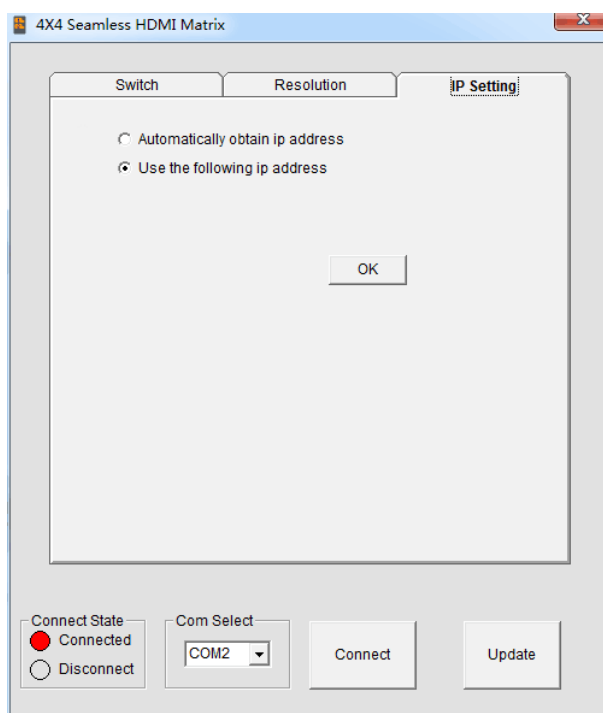 4X4 Seamless HDMI Matrix
Switch
Resolution
IP Setting
Automatically obtain ip address
Use the following ip address
OK
Connect State
Connected
Disconnect
Com Select
COM2
Connect
Update